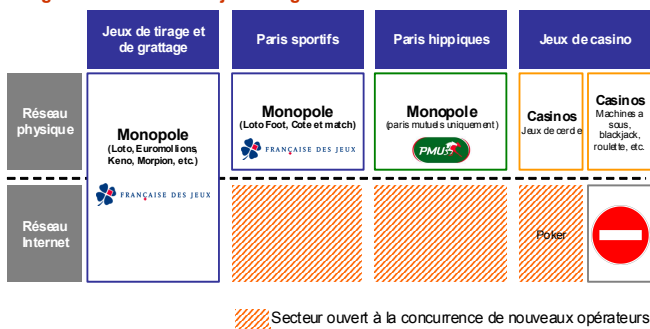 Jeux de tirage et
de grattage
Paris sportifs
Paris hippiques
Jeux de casino
Réseau
physique
Monopole
(Loto, Euromollions,
Keno, Morpion, etc.)
FRANÇAISE DES JEUX
Monopole
(Loto Foot, Cote et match)
FRANÇAISE DES JEUX
Monopole
(paris mutuels uniquement)
PMU
Casinos
Jeux de cercle
Casinos
Machines a
sous,
blackjack,
roulette, etc.
Réseau
Internet
Poker
Secteur ouvert à la concurrence de nouveaux opérateurs